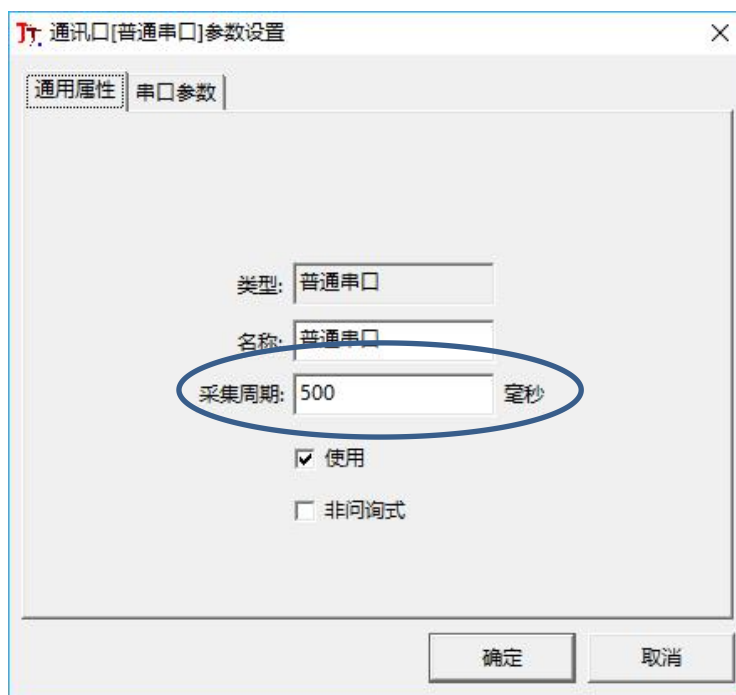 通讯口[普通串口]参数设置
通用属性 串口参数
类型: 普通串口
名称: 普通串口
采集周期: 500 毫秒
使用
非问询式
确定 取消